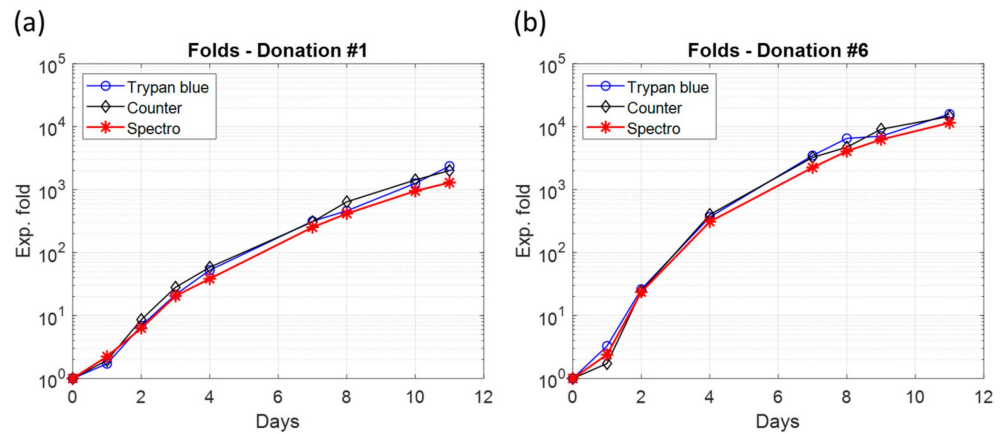 (a)
Folds - Donation #1
10^5
10^4
10^3
10^2
10^1
10^0
Exp. fold
Trypan blue
Counter
Spectro
0 2 4 6 8 10 12
Days
(b)
Folds - Donation #6
10^5
10^4
10^3
10^2
10^1
10^0
Exp. fold
Trypan blue
Counter
Spectro
0 2 4 6 8 10 12
Days